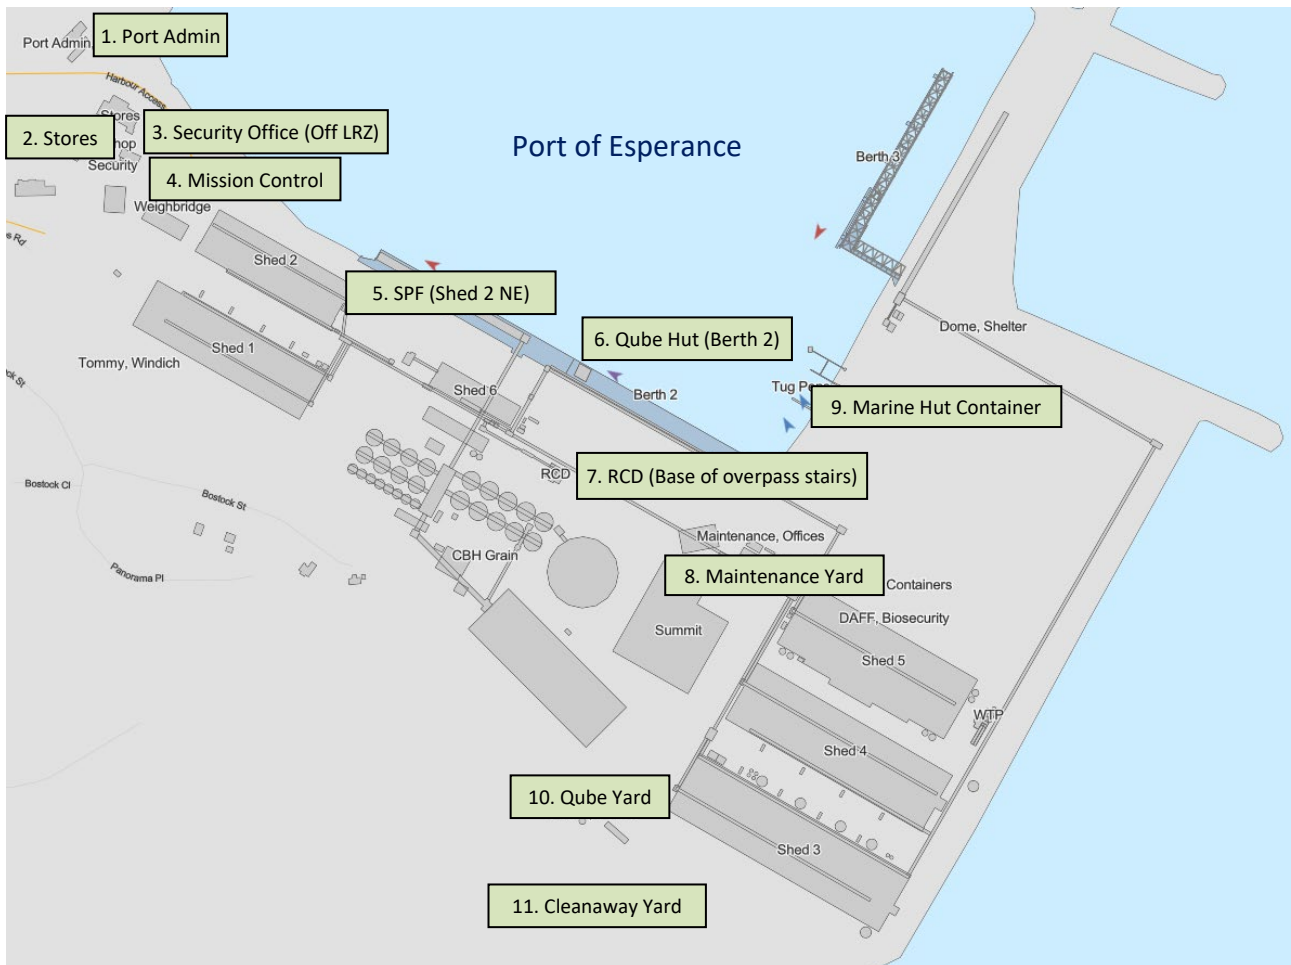 Port Admin,
1. Port Admin
Harbour Access
Stores
2. Stores
3. Security Office (Off LRZ)
hop
Security
4. Mission Control
Weighbridge
Port of Esperance
Berth 3
Shed 2
5. SPF (Shed 2 NE)
Dome, Shelter
6. Qube Hut (Berth 2)
Shed 1
Tommy, Windich
Shed 6
Berth 2
Tug Pens
9. Marine Hut Container
RCD
7. RCD (Base of overpass stairs)
Bostock Cl
Bostock St
Panorama Pl
CBH Grain
Maintenance, Offices
8. Maintenance Yard
Containers
DAFF, Biosecurity
Summit
Shed 5
WTP
Shed 4
10. Qube Yard
Shed 3
11. Cleanaway Yard